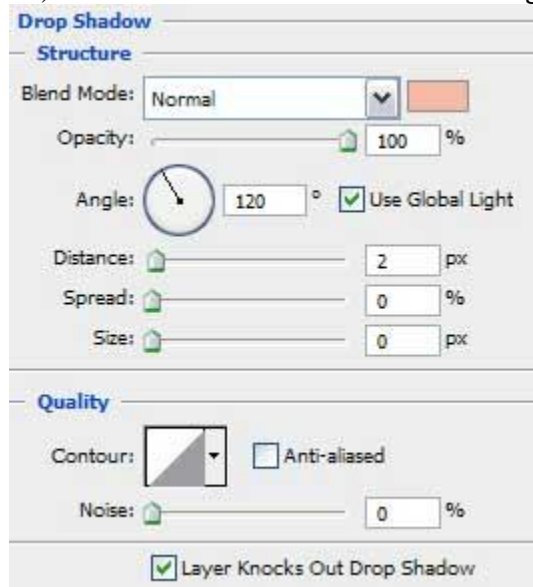 Drop Shadow
Structure
Blend Mode: Normal
Opacity: 100 %
Angle: 120 ° Use Global Light
Distance: 2 px
Spread: 0 %
Size: 0 px
Quality
Contour: Anti-aliased
Noise: 0 %
Layer Knocks Out Drop Shadow